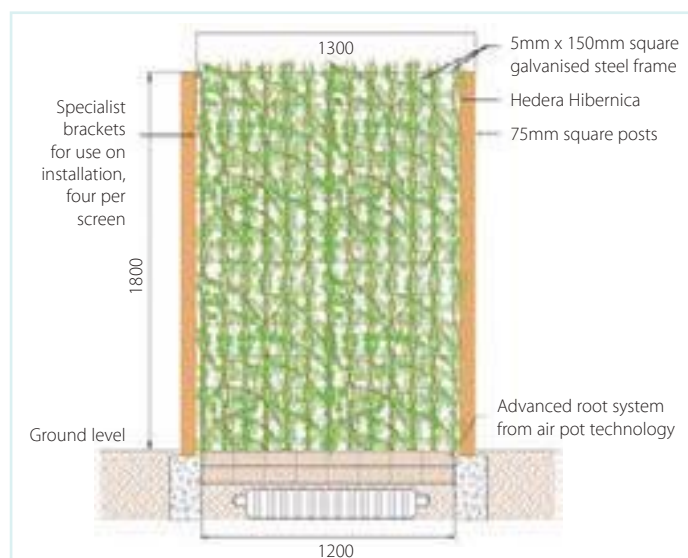 1300
5mm x 150mm square
galvanised steel frame
Hedera Hibernica
75mm square posts
Specialist
brackets
for use on
installation,
four per
screen
1800
Ground level
Advanced root system
from air pot technology
1200